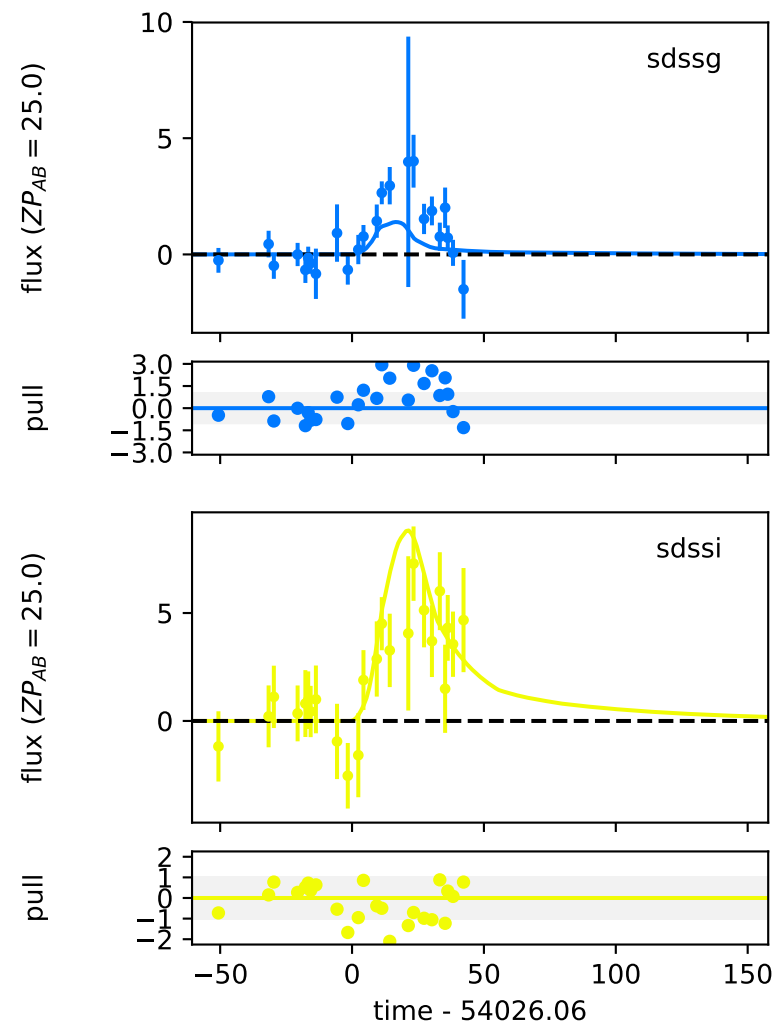 10
sdssg
5
flux (ZP_AB = 25.0)
0
3.0
1.5
0.0
−1.5
−3.0
pull
sdssi
5
flux (ZP_AB = 25.0)
0
2
1
0
−1
−2
pull
−50 0 50 100 150
time - 54026.06